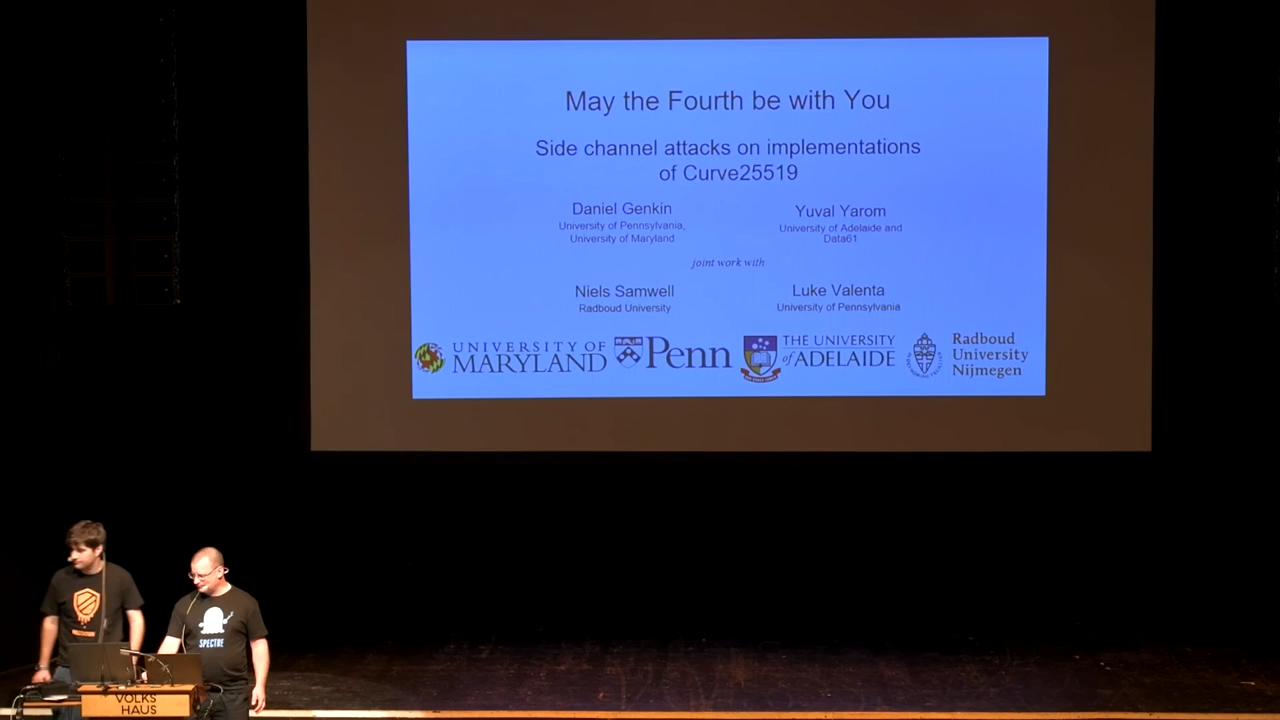 May the Fourth be with You
Side channel attacks on implementations
of Curve25519
Daniel Genkin
University of Pennsylvania,
University of Maryland
Yuval Yarom
University of Adelaide and
Data61
joint work with
Niels Samwell
Radboud University
Luke Valenta
University of Pennsylvania
UNIVERSITY OF
MARYLAND
Penn
THE UNIVERSITY
of ADELAIDE
Radboud
University
Nijmegen
SPECTRE
VOLKS
HAUS